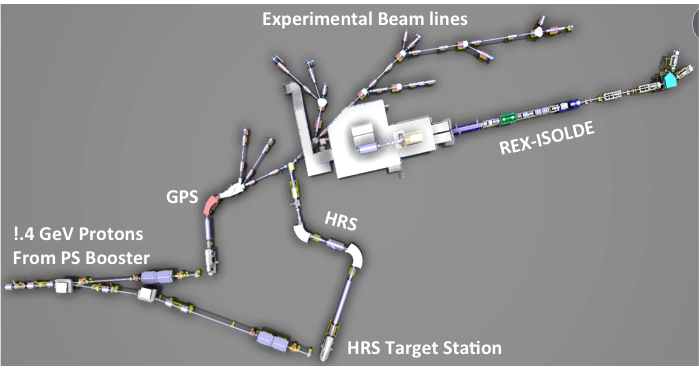 Experimental Beam lines
REX-ISOLDE
GPS
HRS
!.4 GeV Protons
From PS Booster
HRS Target Station